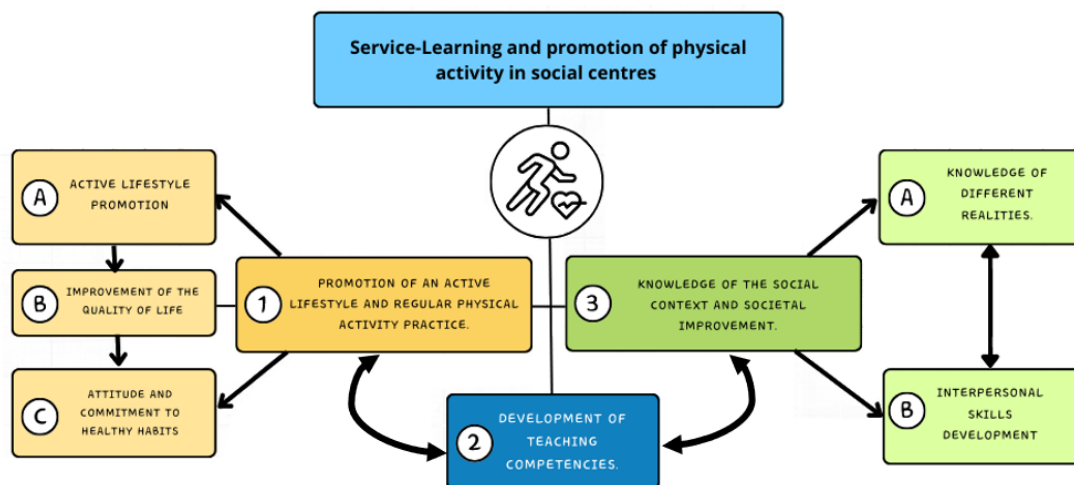 Service-Learning and promotion of physical
activity in social centres
A
ACTIVE LIFESTYLE
PROMOTION
B
IMPROVEMENT OF THE
QUALITY OF LIFE
C
ATTITUDE AND
COMMITMENT TO
HEALTHY HABITS
1
PROMOTION OF AN ACTIVE
LIFESTYLE AND REGULAR PHYSICAL
ACTIVITY PRACTICE.
2
DEVELOPMENT OF
TEACHING
COMPETENCIES.
3
KNOWLEDGE OF THE SOCIAL
CONTEXT AND SOCIETAL
IMPROVEMENT.
A
KNOWLEDGE OF
DIFFERENT
REALITIES.
B
INTERPERSONAL
SKILLS
DEVELOPMENT